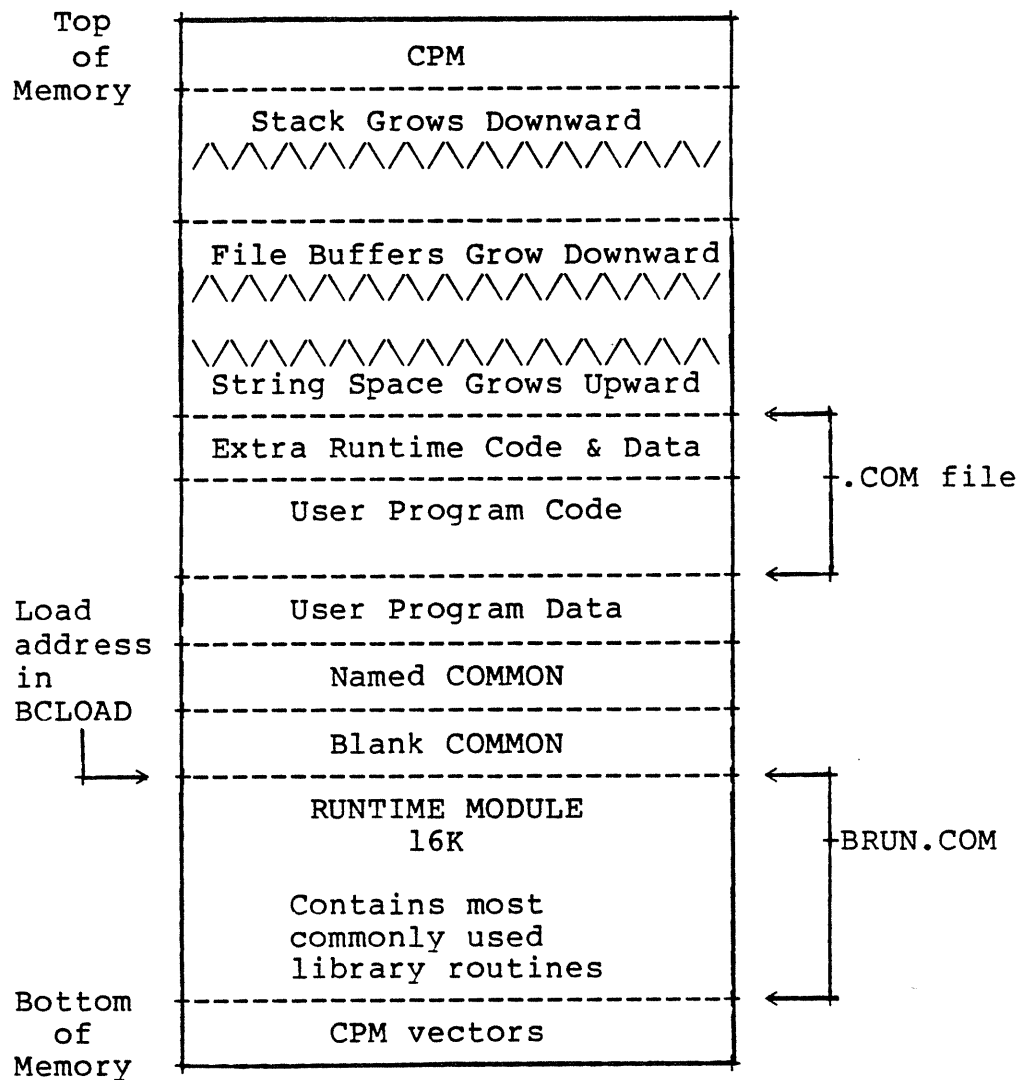 Top
of
Memory
CPM
Stack Grows Downward
File Buffers Grow Downward
String Space Grows Upward
Extra Runtime Code & Data
.COM file
User Program Code
User Program Data
Load
address
in
BCLOAD
Named COMMON
Blank COMMON
RUNTIME MODULE
16K
BRUN.COM
Contains most
commonly used
library routines
Bottom
of
Memory
CPM vectors